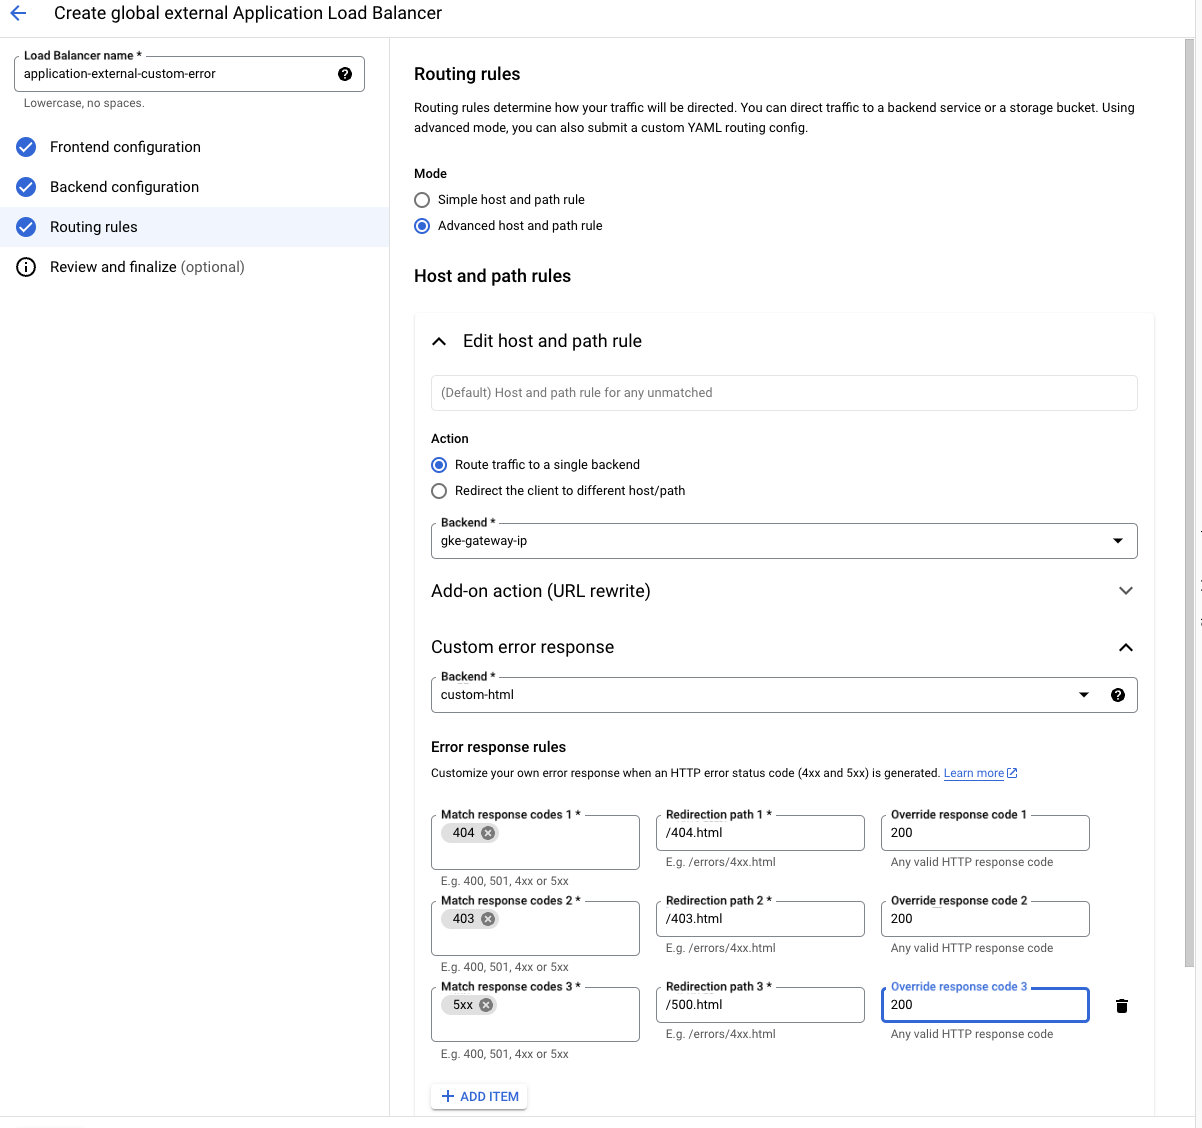 Create global external Application Load Balancer
Load Balancer name *
application-external-custom-error
Lowercase, no spaces.
Frontend configuration
Backend configuration
Routing rules
Review and finalize (optional)
Routing rules
Routing rules determine how your traffic will be directed. You can direct traffic to a backend service or a storage bucket. Using
advanced mode, you can also submit a custom YAML routing config.
Mode
Simple host and path rule
Advanced host and path rule
Host and path rules
Edit host and path rule
(Default) Host and path rule for any unmatched
Action
Route traffic to a single backend
Redirect the client to different host/path
Backend *
gke-gateway-ip
Add-on action (URL rewrite)
Custom error response
Backend *
custom-html
Error response rules
Customize your own error response when an HTTP error status code (4xx and 5xx) is generated. Learn more
Match response codes 1 * Redirection path 1 * Override response code 1
404 /404.html 200
E.g. /errors/4xx.html Any valid HTTP response code
E.g. 400, 501, 4xx or 5xx
Match response codes 2 * Redirection path 2 * Override response code 2
403 /403.html 200
E.g. /errors/4xx.html Any valid HTTP response code
E.g. 400, 501, 4xx or 5xx
Match response codes 3 * Redirection path 3 * Override response code 3
5xx /500.html 200
E.g. /errors/4xx.html Any valid HTTP response code
E.g. 400, 501, 4xx or 5xx
ADD ITEM